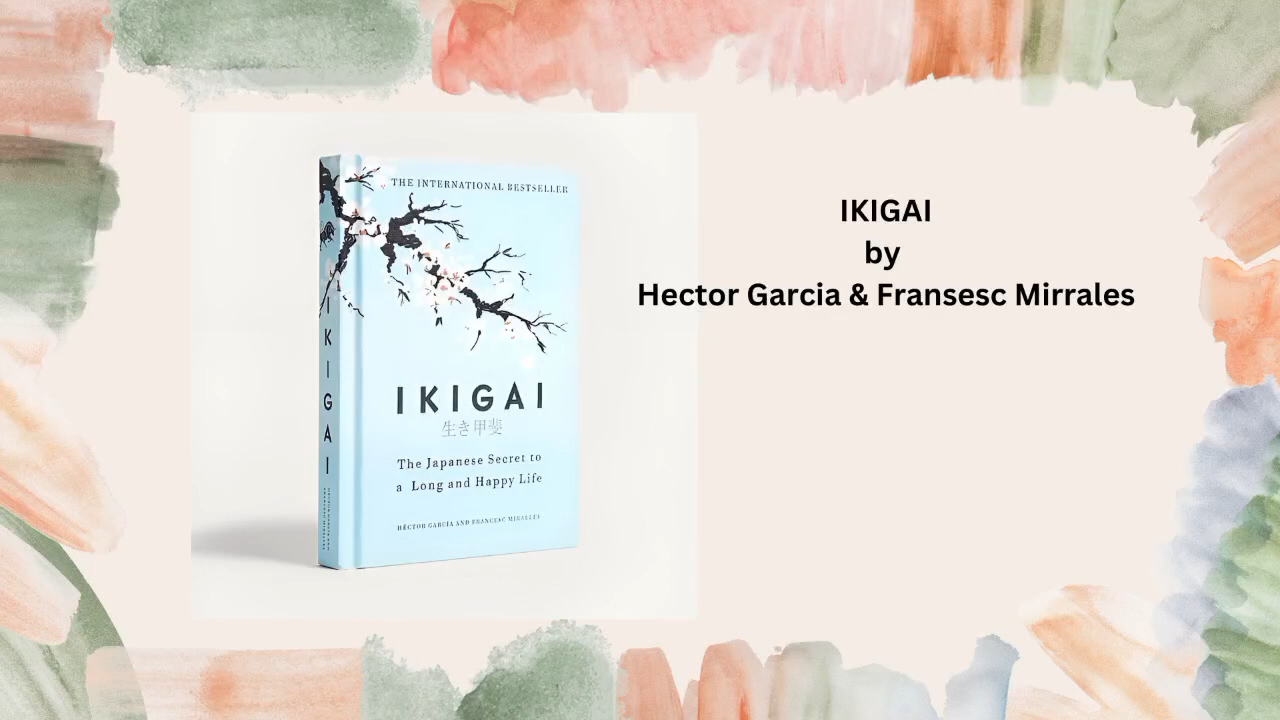 THE INTERNATIONAL BESTSELLER
IKIGAI
生き甲斐
The Japanese Secret to
a Long and Happy Life
HÉCTOR GARCÍA AND FRANCESC MIRALLES
IKIGAI
IKIGAI
by
Hector Garcia & Fransesc Mirrales